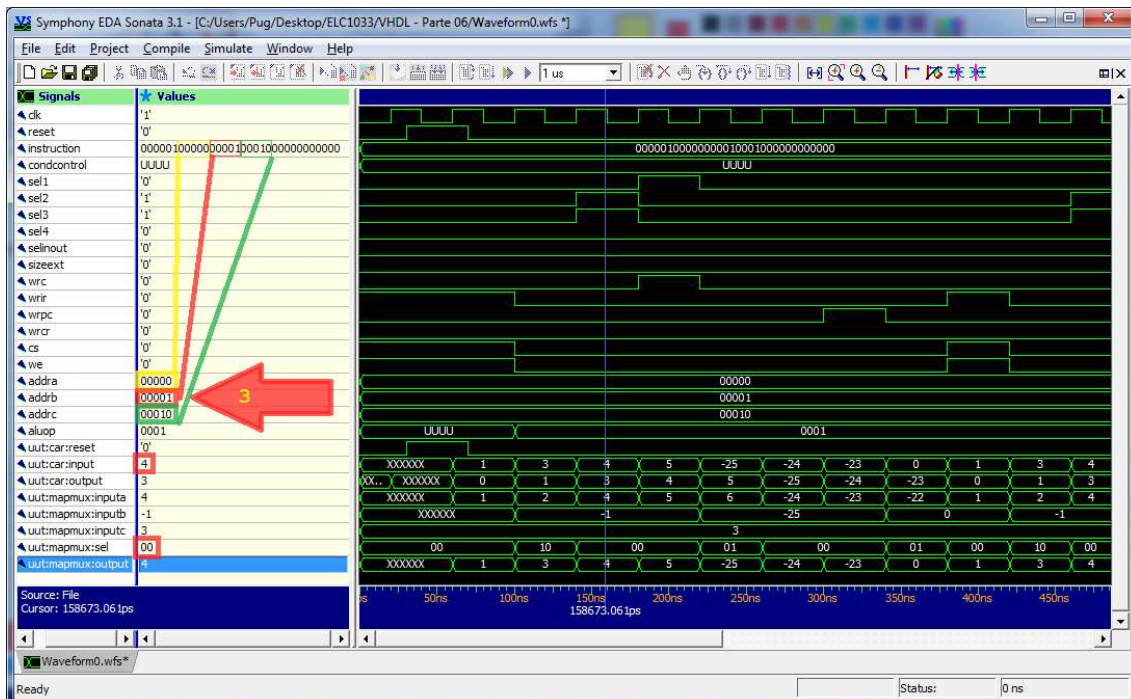 Symphony EDA Sonata 3.1 - [C:/Users/Pug/Desktop/ELC1033/VHDL - Parte 06/Waveform0.wfs *]
File Edit Project Compile Simulate Window Help
1 us
Signals Values
clk '1'
reset '0'
instruction 00000100000000001000100000000000 00000100000000001000100000000000
condcontrol UUUU UUUU
sel1 '0'
sel2 '1'
sel3 '1'
sel4 '0'
selinout '0'
sizeext '0'
wrc '0'
wrir '0'
wrpc '0'
wrcr '0'
cs '0'
we '0'
addra 00000 00000
addrb 00001 3 00001
addrc 00010 00010
aluop 0001 UUUU 0001
uut:car:reset '0'
uut:car:input 4 XXXXXX 1 3 4 5 -25 -24 -23 0 1 3 4
uut:car:output 3 XX.. XXXXXX 0 1 3 4 5 -25 -24 -23 0 1 3
uut:mapmux:inputa 4 XXXXXX 1 2 4 5 6 -24 -23 -22 1 2 4
uut:mapmux:inputb -1 XXXXX -1 -25 0 -1
uut:mapmux:inputc 3 3
uut:mapmux:sel 00 00 10 00 01 00 01 00 10 00
uut:mapmux:output 4 XXXXXX 1 3 4 5 -25 -24 -23 0 1 3 4
Source: File
Cursor: 158673.061ps
50ns 100ns 150ns 200ns 250ns 300ns 350ns 400ns 450ns
158673.061ps
Waveform0.wfs*
Ready Status: 0 ns